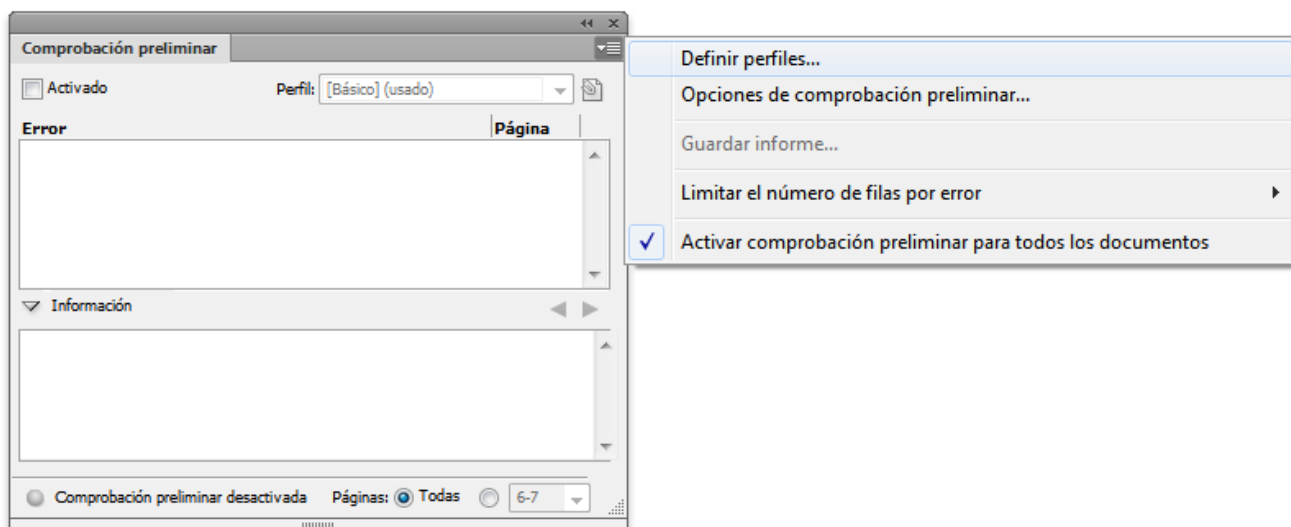 Comprobación preliminar
Activado
Perfil: [Básico] (usado)
Error Página
Información
Comprobación preliminar desactivada Páginas: Todas 6-7
Definir perfiles...
Opciones de comprobación preliminar...
Guardar informe...
Limitar el número de filas por error
Activar comprobación preliminar para todos los documentos